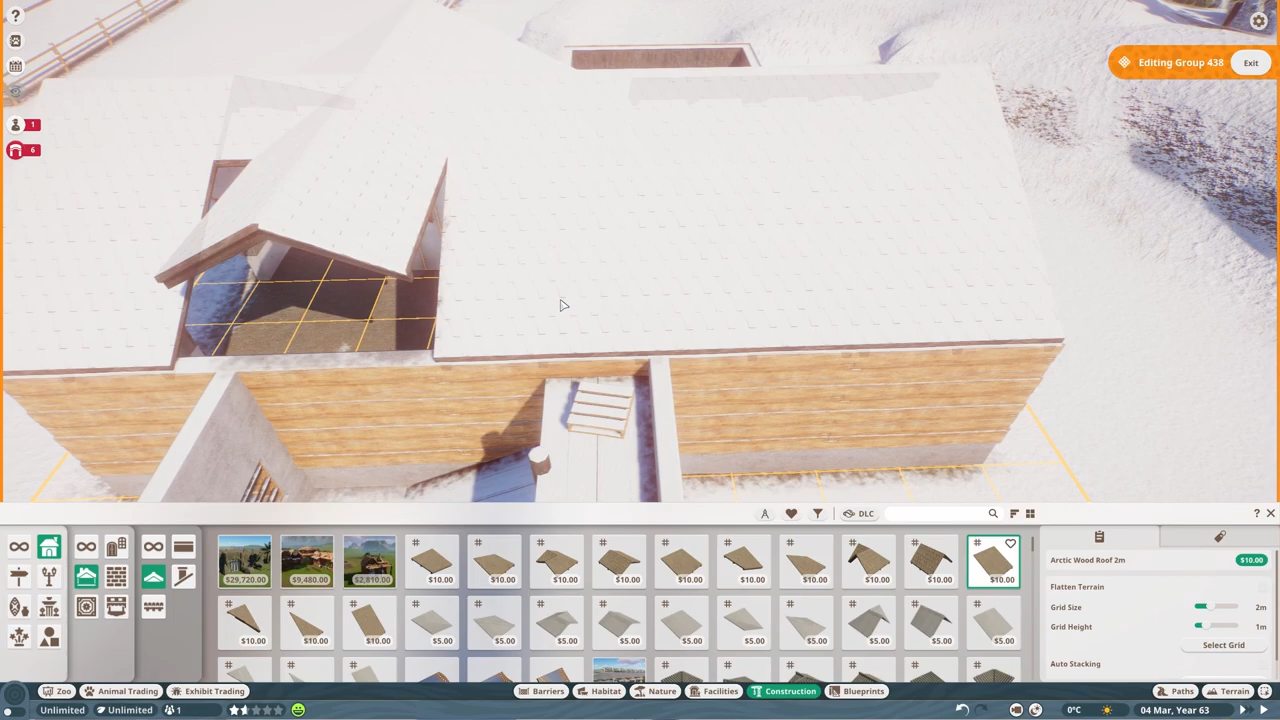 ?
Editing Group 438
Exit
1
6
DLC
?
$29,720.00
$9,480.00
$2,810.00
$10.00
$10.00
$10.00
$10.00
$10.00
$10.00
$10.00
$10.00
$10.00
$10.00
$10.00
$10.00
$10.00
$5.00
$5.00
$5.00
$5.00
$5.00
$5.00
$5.00
$5.00
$5.00
$5.00
Arctic Wood Roof 2m
$10.00
Flatten Terrain
Grid Size
2m
Grid Height
1m
Select Grid
Auto Stacking
Zoo
Animal Trading
Exhibit Trading
Barriers
Habitat
Nature
Facilities
Construction
Blueprints
Paths
Terrain
Unlimited
Unlimited
1
0°C
04 Mar, Year 63